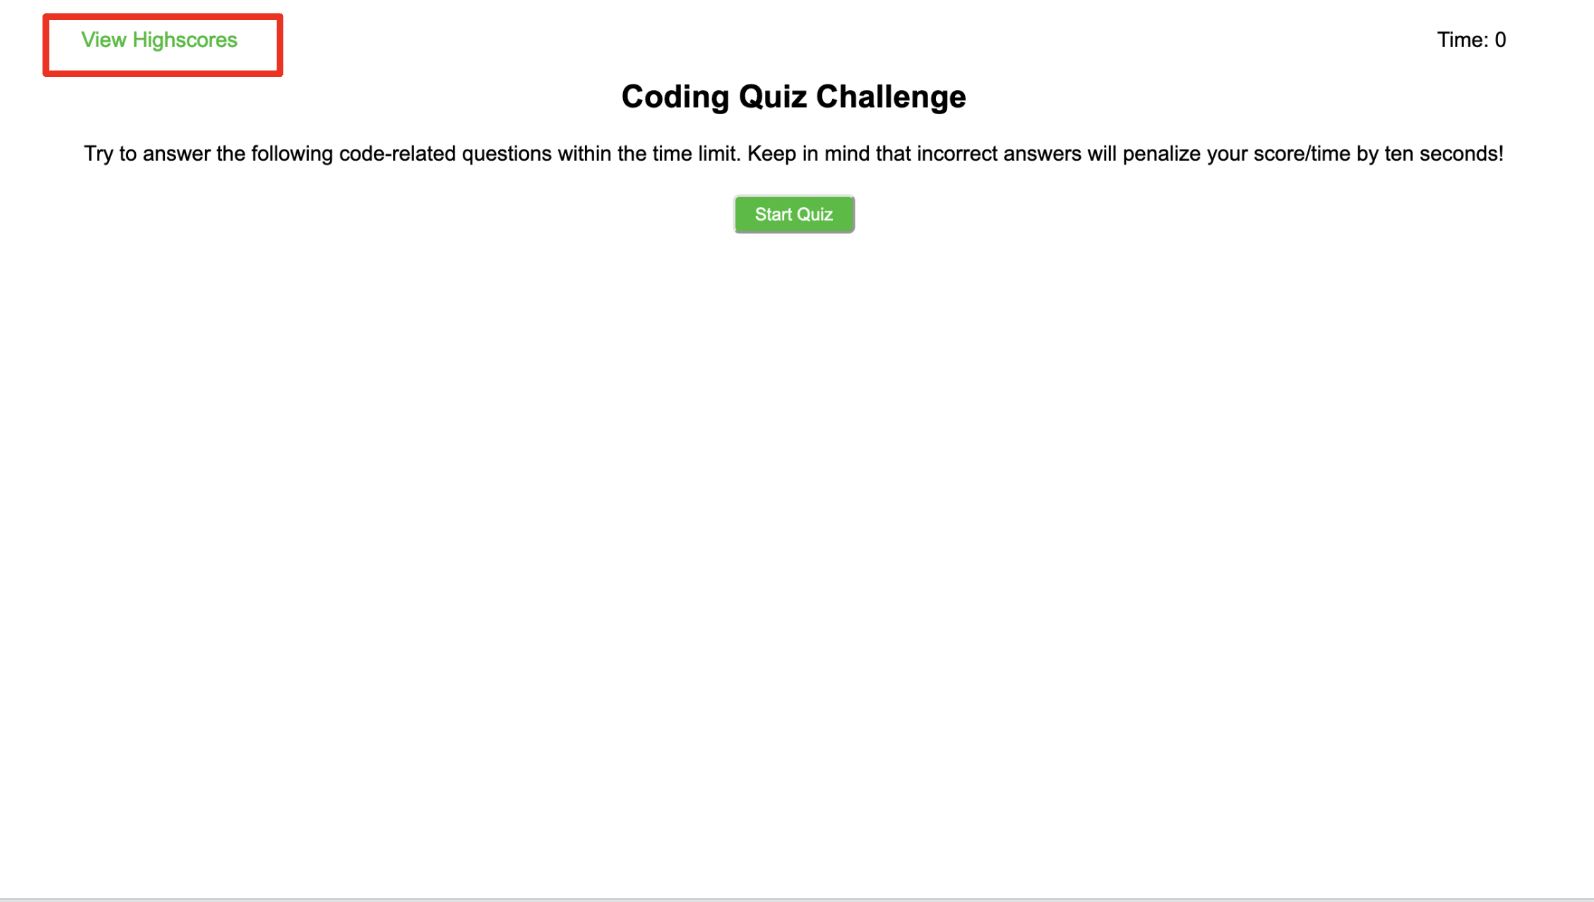 View Highscores
Time: 0
Coding Quiz Challenge
Try to answer the following code-related questions within the time limit. Keep in mind that incorrect answers will penalize your score/time by ten seconds!
Start Quiz